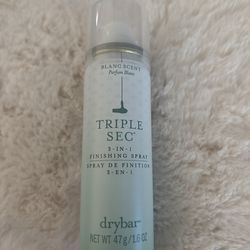 BLANC SCENT
Parfum Blanc
TRIPLE
SEC
3-IN-1
FINISHING SPRAY
SPRAY DE FINITION
3-EN-1
drybar
NET WT 47 g / 1.6 OZ